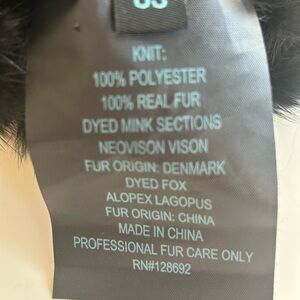 KNIT:
100% POLYESTER
100% REAL FUR
DYED MINK SECTIONS
NEOVISON VISON
FUR ORIGIN: DENMARK
DYED FOX
ALOPEX LAGOPUS
FUR ORIGIN: CHINA
MADE IN CHINA
PROFESSIONAL FUR CARE ONLY
RN#128692